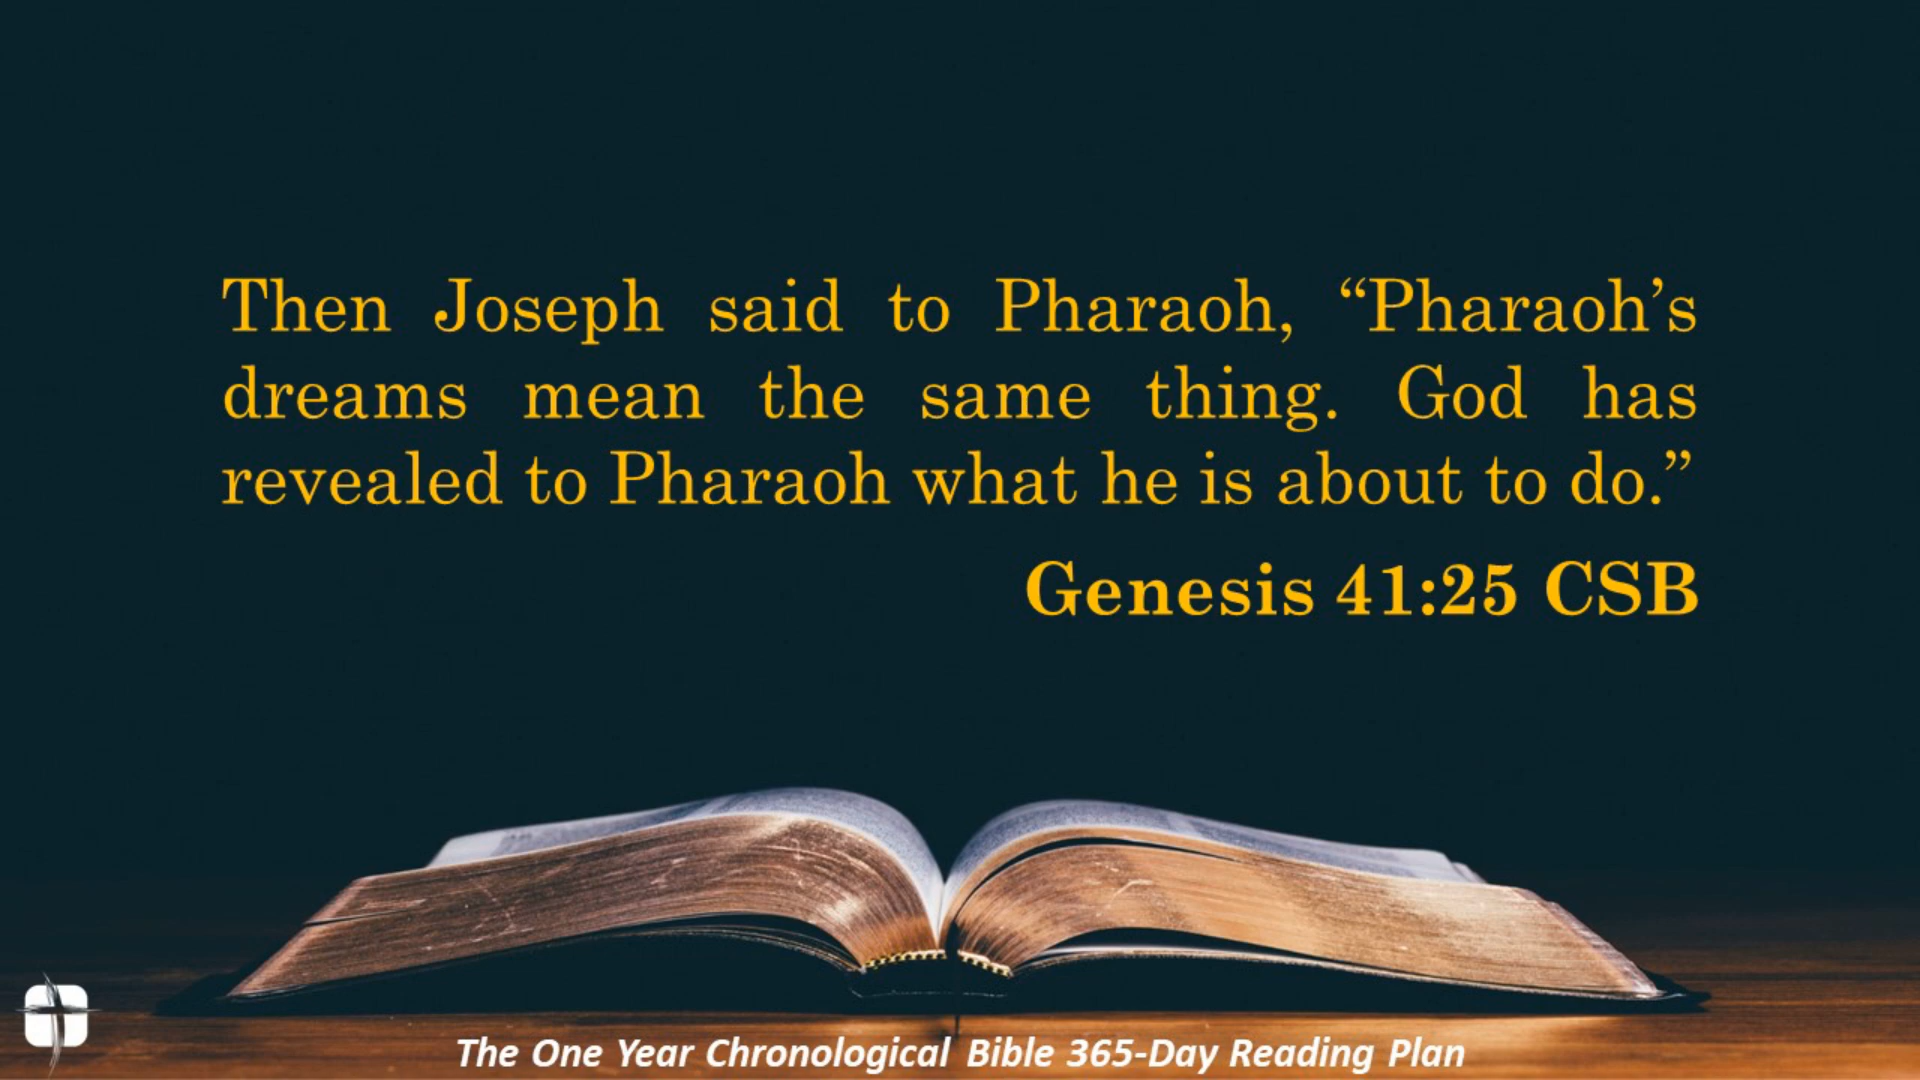 Then Joseph said to Pharaoh, “Pharaoh’s
dreams mean the same thing. God has
revealed to Pharaoh what he is about to do.”
Genesis 41:25 CSB
The One Year Chronological Bible 365-Day Reading Plan